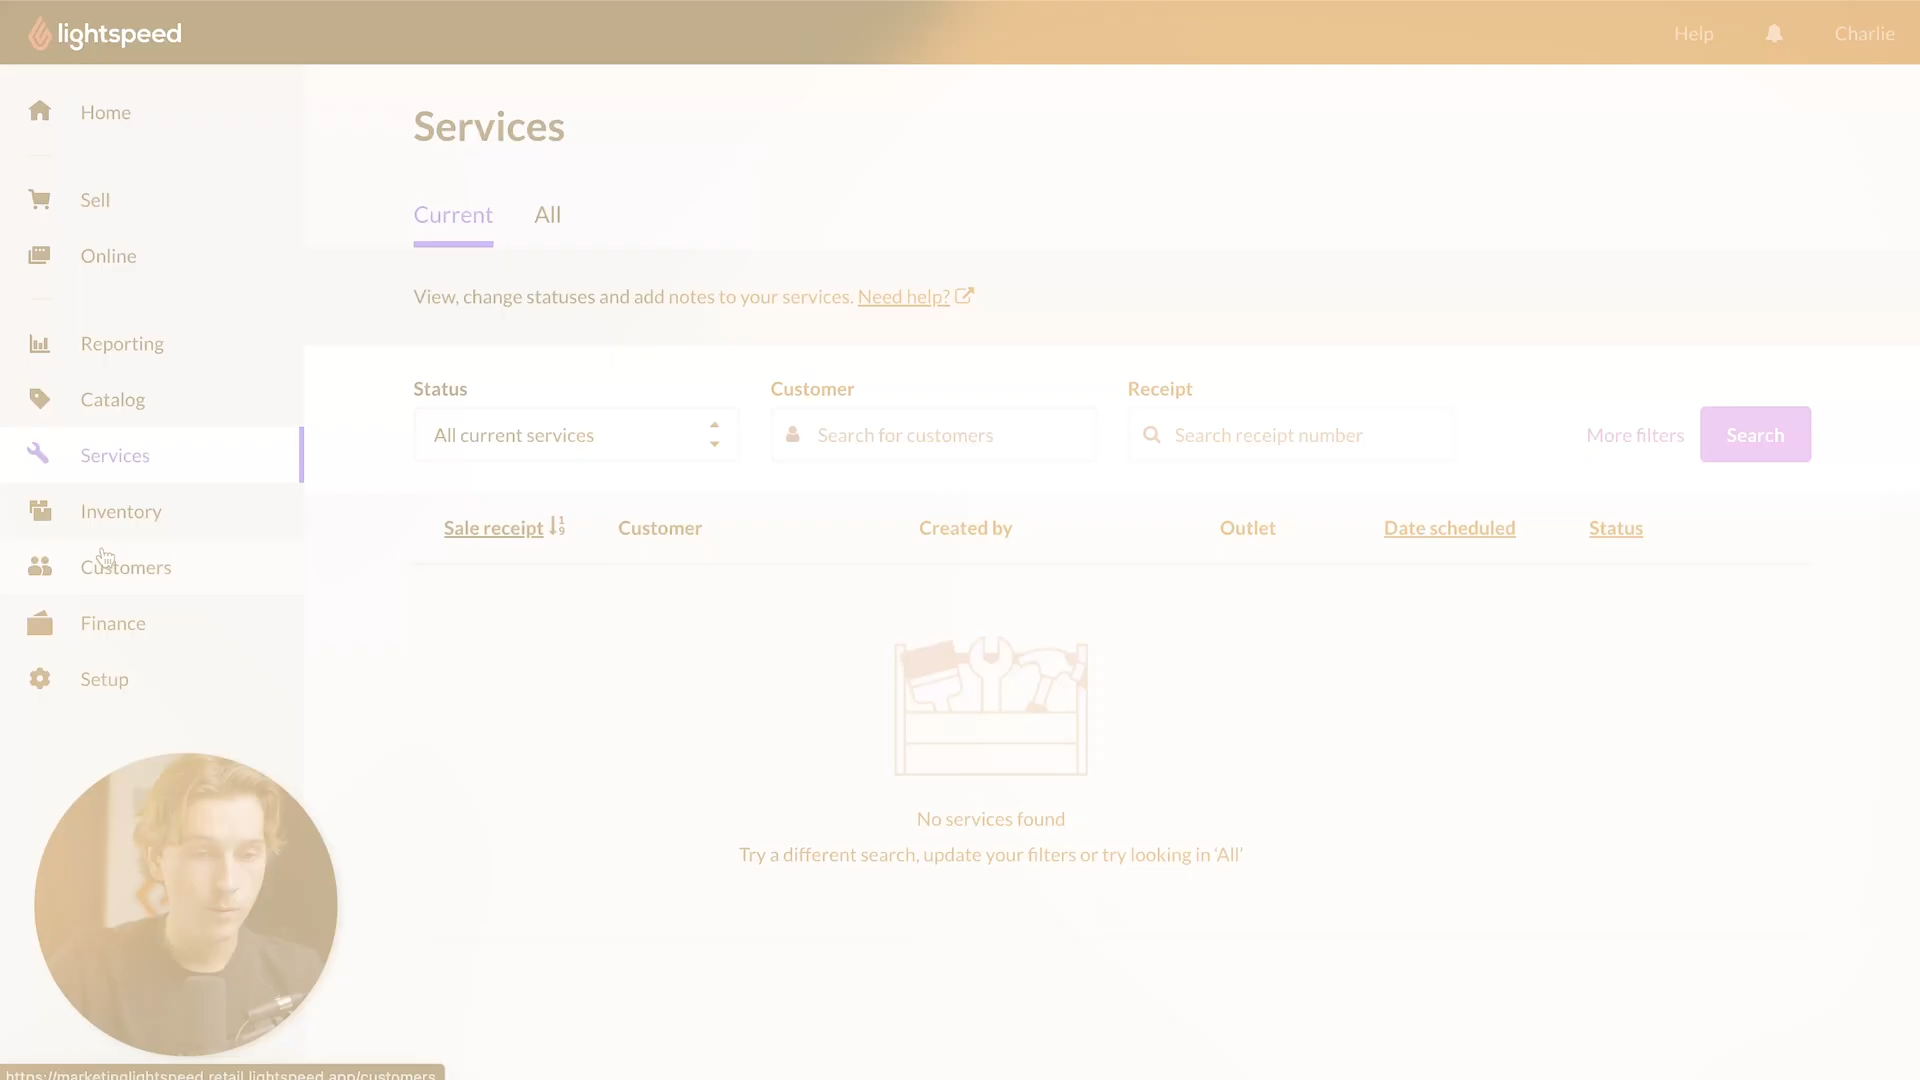 lightspeed
Help
Charlie
Home
Sell
Online
Reporting
Catalog
Services
Inventory
Customers
Finance
Setup
Services
Current All
View, change statuses and add notes to your services. Need help?
Status Customer Receipt
All current services Search for customers Search receipt number More filters Search
Sale receipt Customer Created by Outlet Date scheduled Status
No services found
Try a different search, update your filters or try looking in ‘All’
https://marketinglightspeed.retail.lightspeed.app/customers